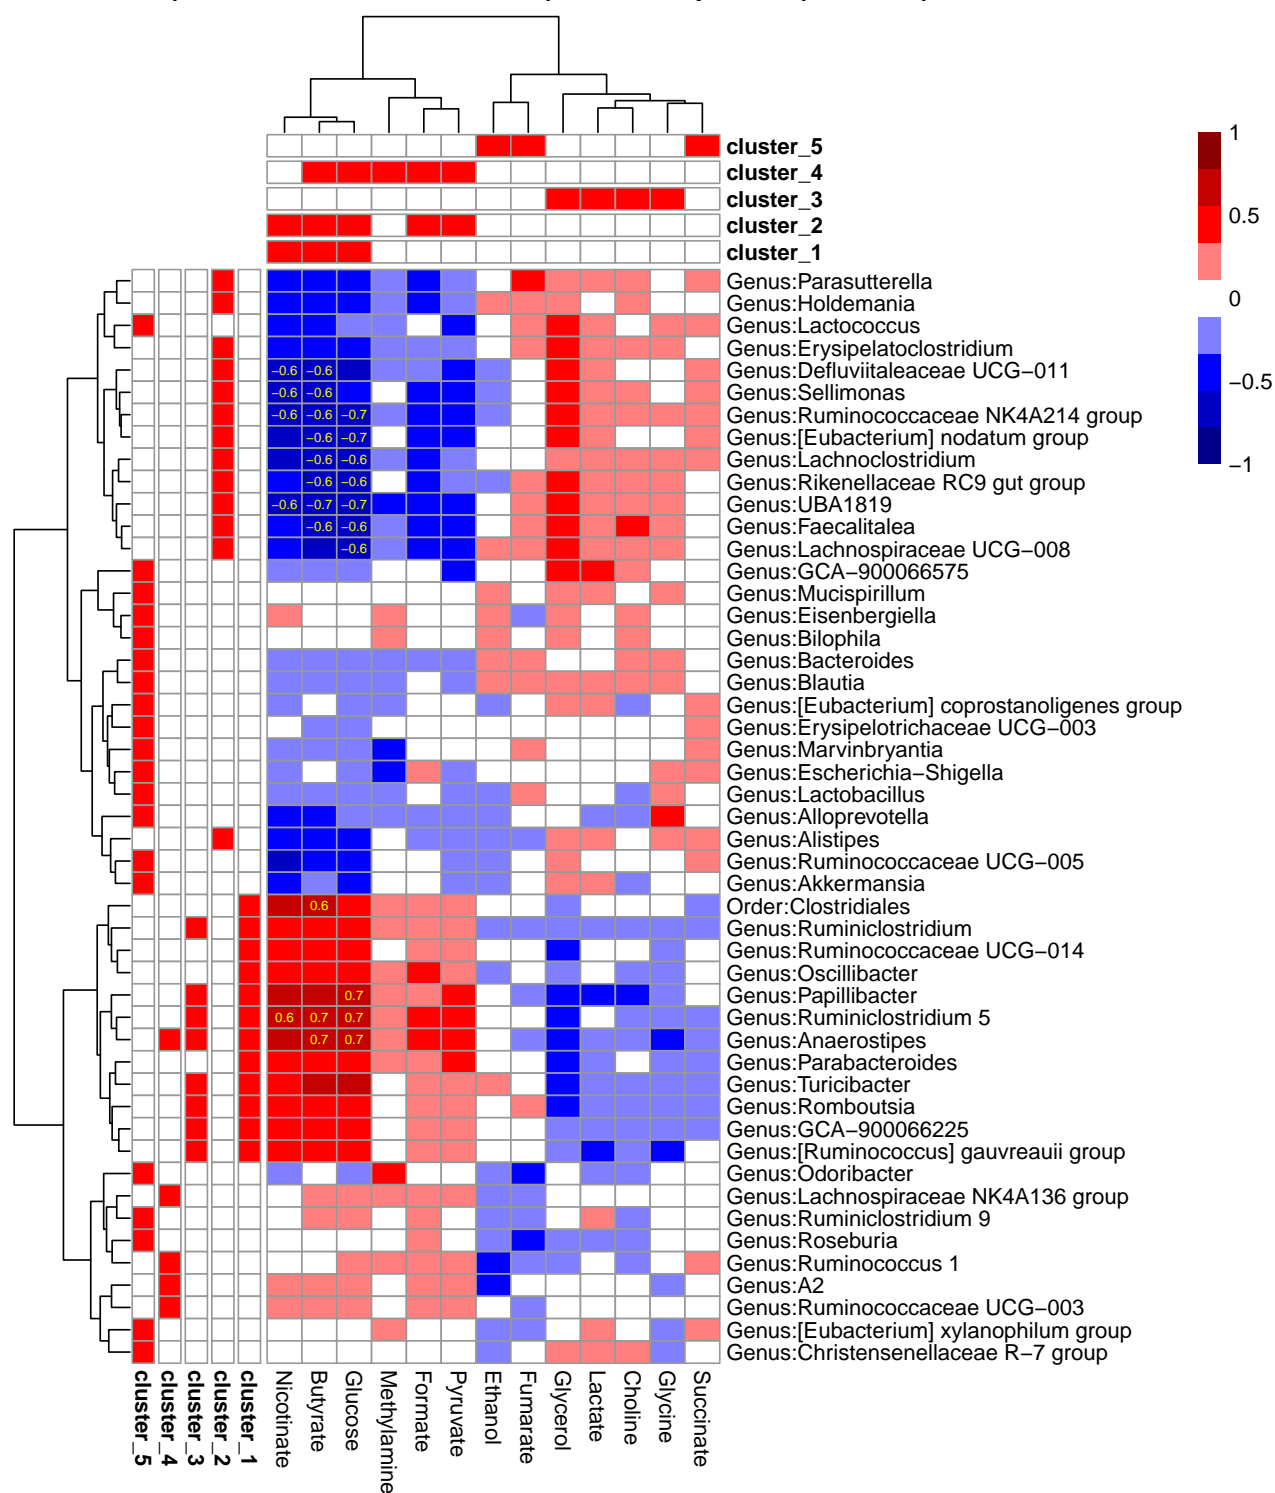 cluster_5
cluster_4
cluster_3
cluster_2
cluster_1
1
0.5
0
−0.5
−1
Genus:Parasutterella
Genus:Holdemania
Genus:Lactococcus
Genus:Erysipelatoclostridium
−0.6 −0.6 Genus:Defluviitaleaceae UCG−011
−0.6 −0.6 Genus:Sellimonas
−0.6 −0.6 −0.7 Genus:Ruminococcaceae NK4A214 group
−0.6 −0.7 Genus:[Eubacterium] nodatum group
−0.6 −0.6 Genus:Lachnoclostridium
−0.6 −0.6 Genus:Rikenellaceae RC9 gut group
−0.6 −0.7 −0.7 Genus:UBA1819
−0.6 −0.6 Genus:Faecalitalea
−0.6 Genus:Lachnospiraceae UCG−008
Genus:GCA−900066575
Genus:Mucispirillum
Genus:Eisenbergiella
Genus:Bilophila
Genus:Bacteroides
Genus:Blautia
Genus:[Eubacterium] coprostanoligenes group
Genus:Erysipelotrichaceae UCG−003
Genus:Marvinbryantia
Genus:Escherichia−Shigella
Genus:Lactobacillus
Genus:Alloprevotella
Genus:Alistipes
Genus:Ruminococcaceae UCG−005
Genus:Akkermansia
0.6 Order:Clostridiales
Genus:Ruminiclostridium
Genus:Ruminococcaceae UCG−014
Genus:Oscillibacter
0.7 Genus:Papillibacter
0.6 0.7 0.7 Genus:Ruminiclostridium 5
0.7 0.7 Genus:Anaerostipes
Genus:Parabacteroides
Genus:Turicibacter
Genus:Romboutsia
Genus:GCA−900066225
Genus:[Ruminococcus] gauvreauii group
Genus:Odoribacter
Genus:Lachnospiraceae NK4A136 group
Genus:Ruminiclostridium 9
Genus:Roseburia
Genus:Ruminococcus 1
Genus:A2
Genus:Ruminococcaceae UCG−003
Genus:[Eubacterium] xylanophilum group
Genus:Christensenellaceae R−7 group
cluster_5
cluster_4
cluster_3
cluster_2
cluster_1
Nicotinate
Butyrate
Glucose
Methylamine
Formate
Pyruvate
Ethanol
Fumarate
Glycerol
Lactate
Choline
Glycine
Succinate